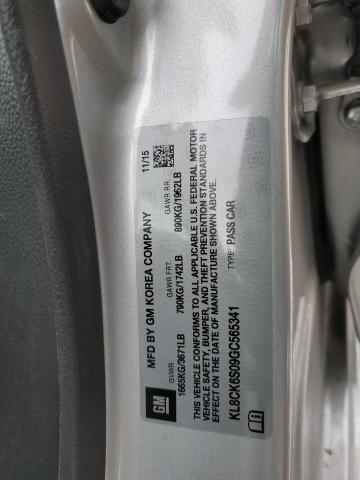 GM
MFD BY GM KOREA COMPANY 11/15
GVWR GAWR FRT. GAWR RR.
1665KG/3671LB 790KG/1742LB 890KG/1962LB
THIS VEHICLE CONFORMS TO ALL APPLICABLE U.S. FEDERAL MOTOR
VEHICLE SAFETY, BUMPER, AND THEFT PREVENTION STANDARDS IN
EFFECT ON THE DATE OF MANUFACTURE SHOWN ABOVE.
TYPE: PASS CAR
KL8CK6S09GC565341